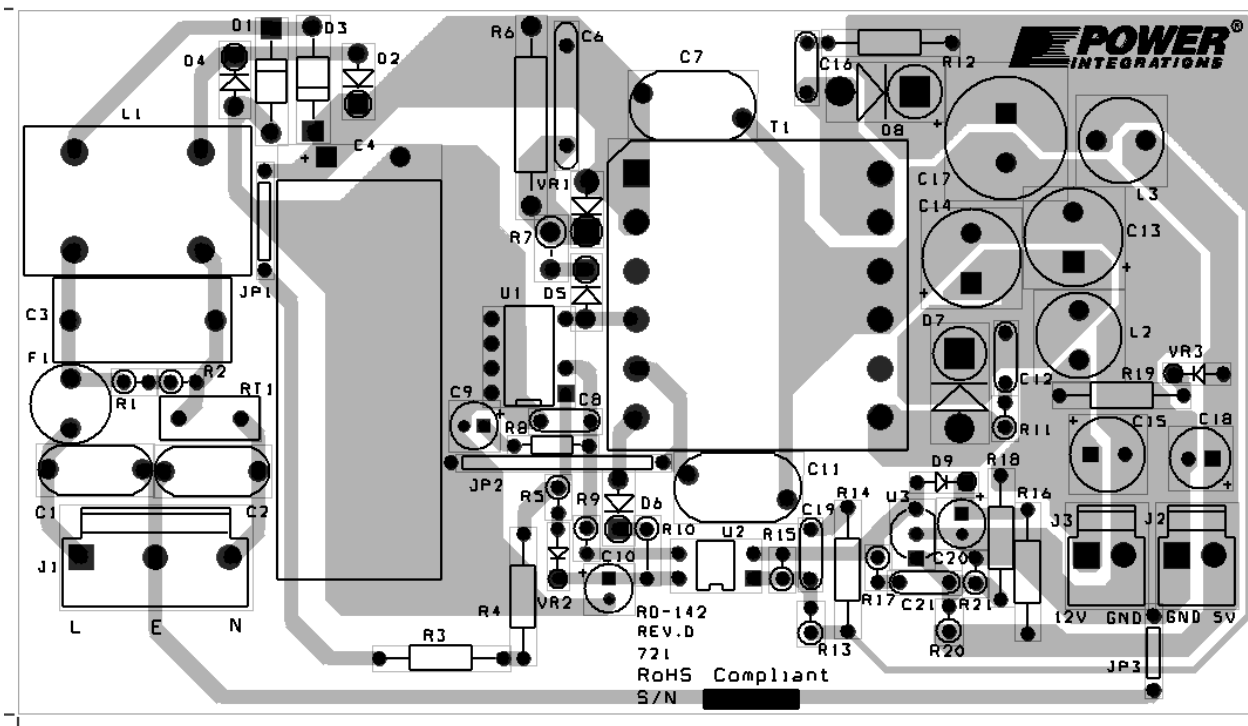 D1
D3
R6
C6
POWER®
INTEGRATIONS
D4
D2
C7
C16
R12
L1
T1
D8
+
+ C4
C17
VR1
L3
C14
C13
R7
+
JP1
U1
D5
+
C3
D7
L2
F1
VR3
R2
C12
R19
R1
RT1
C9
+
C8
R11
R8
+
C15
C18
D9
R18
+
JP2
C11
R5
R9
D6
C19
R14
U3
+
R16
C1
C2
R10
U2
R15
J3
J2
J1
+
C10
C20
VR2
R17
C21
R21
L
E
N
R4
RD-142
12V
GND
GND
5V
REV.D
R3
721
R13
R20
RoHS Compliant
JP3
S/N